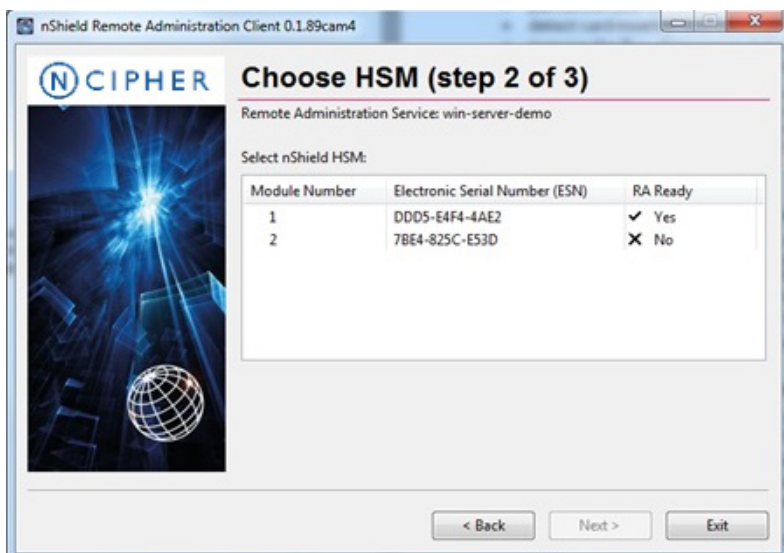 nShield Remote Administration Client 0.1.89cam4
NCIPHER
Choose HSM (step 2 of 3)
Remote Administration Service: win-server-demo
Select nShield HSM:
Module Number Electronic Serial Number (ESN) RA Ready
1 DDD5-E4F4-4AE2 ✔ Yes
2 7BE4-825C-E53D ✖ No
< Back Next > Exit